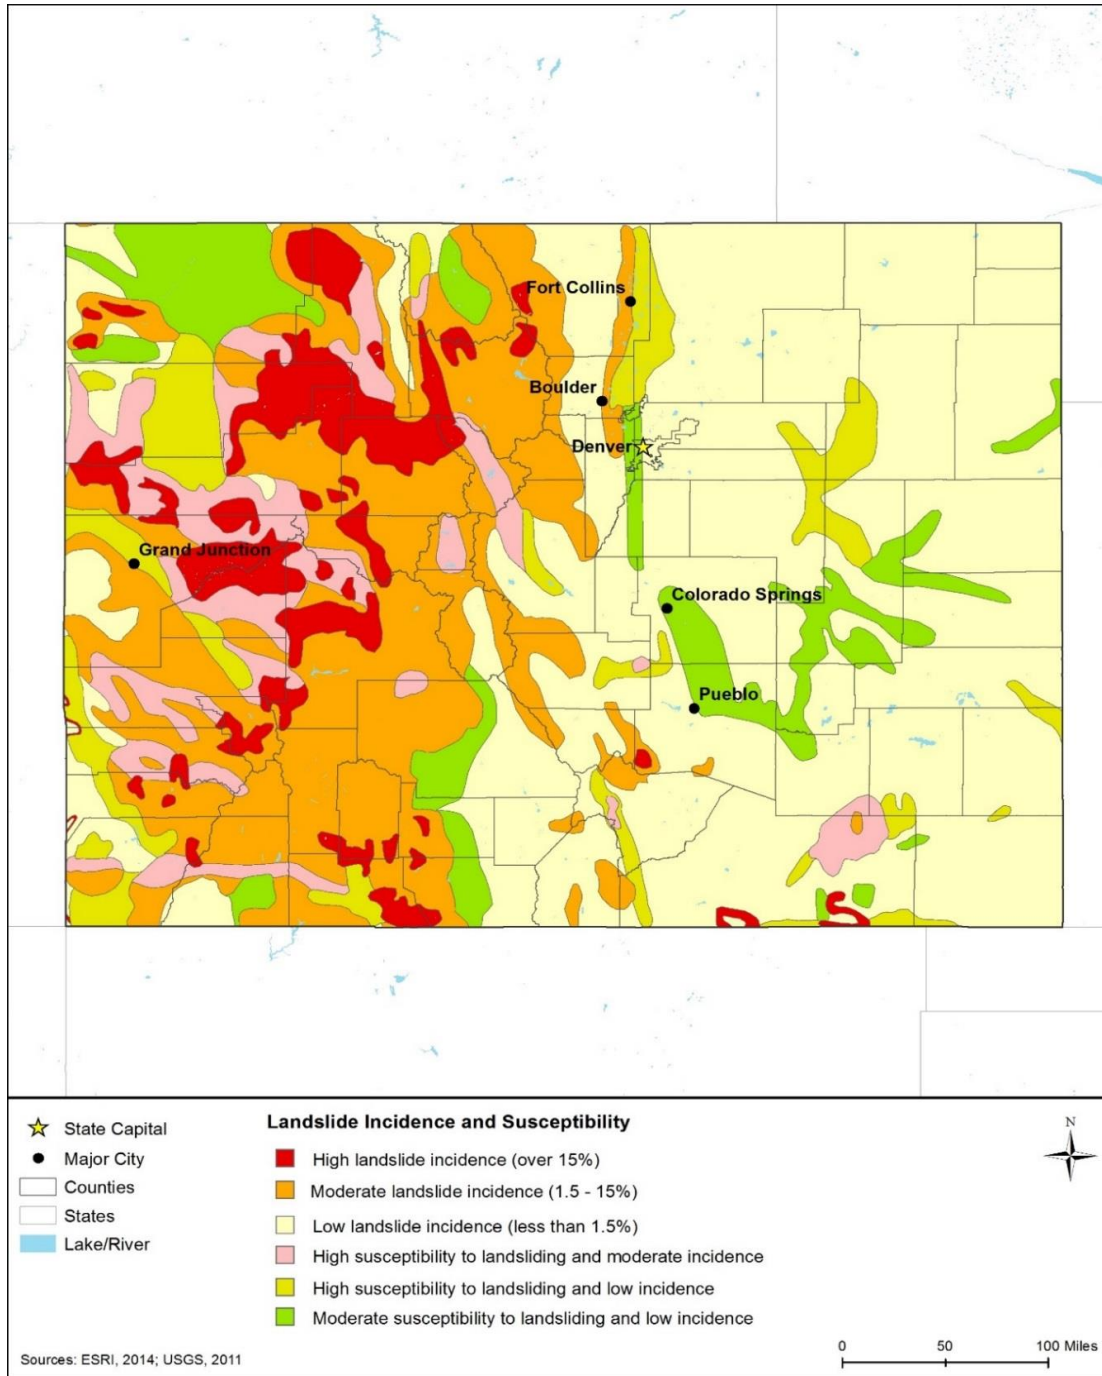 Fort Collins
Boulder
Denver
Grand Junction
Colorado Springs
Pueblo
State Capital
Major City
Counties
States
Lake/River
Landslide Incidence and Susceptibility
High landslide incidence (over 15%)
Moderate landslide incidence (1.5 - 15%)
Low landslide incidence (less than 1.5%)
High susceptibility to landsliding and moderate incidence
High susceptibility to landsliding and low incidence
Moderate susceptibility to landsliding and low incidence
N
0 50 100 Miles
Sources: ESRI, 2014; USGS, 2011